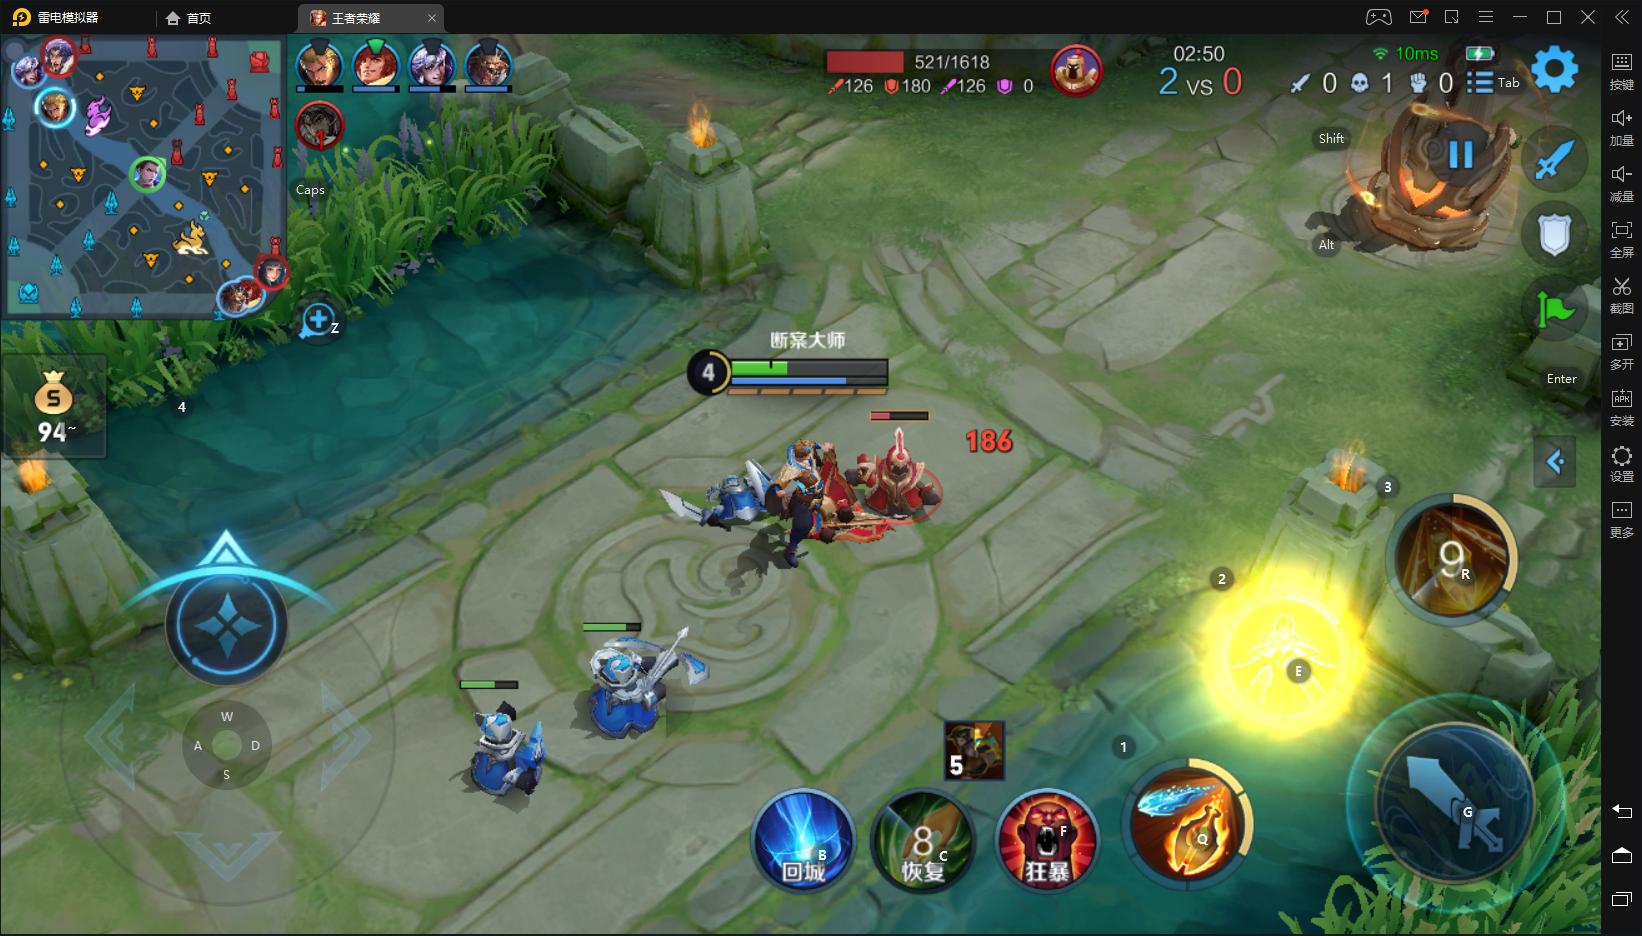 雷电模拟器
首页
王者荣耀
521/1618
126 180 126 0
02:50
2 VS 0
10ms
0 1 0
Tab
Shift
Caps
Alt
Z
94~
4
Enter
断案大师
4
186
3
9
R
2
E
W
A D
S
1
5
G
F
Q
B
回城
8
C
恢复
狂暴
按键
加量
减量
全屏
截图
多开
APK
安装
设置
更多